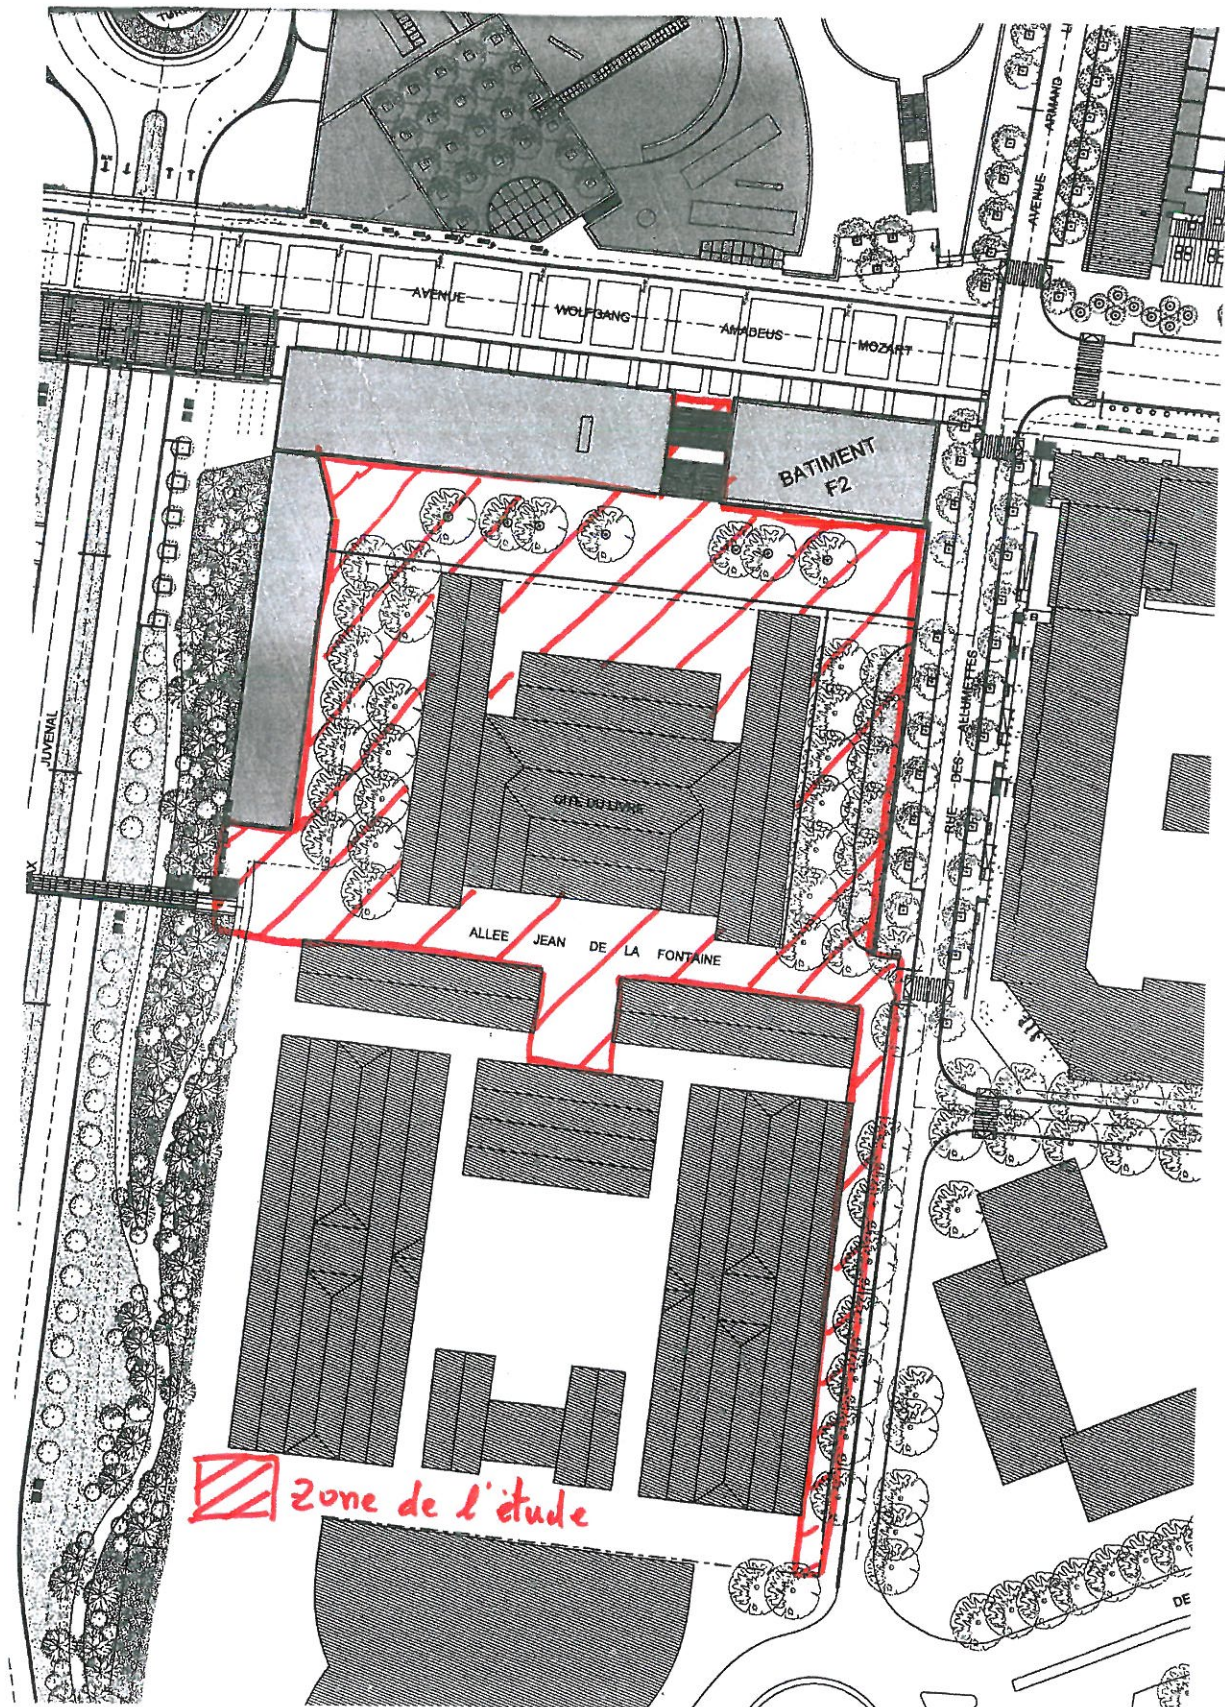 AVENUE ARMAND
AVENUE WOLFGANG AMADEUS MOZART
BATIMENT
F2
JUVENAL
RUE DES ALLUMETTES
CITE DU LIVRE
ALLEE JEAN DE LA FONTAINE
zone de l'étude
DE